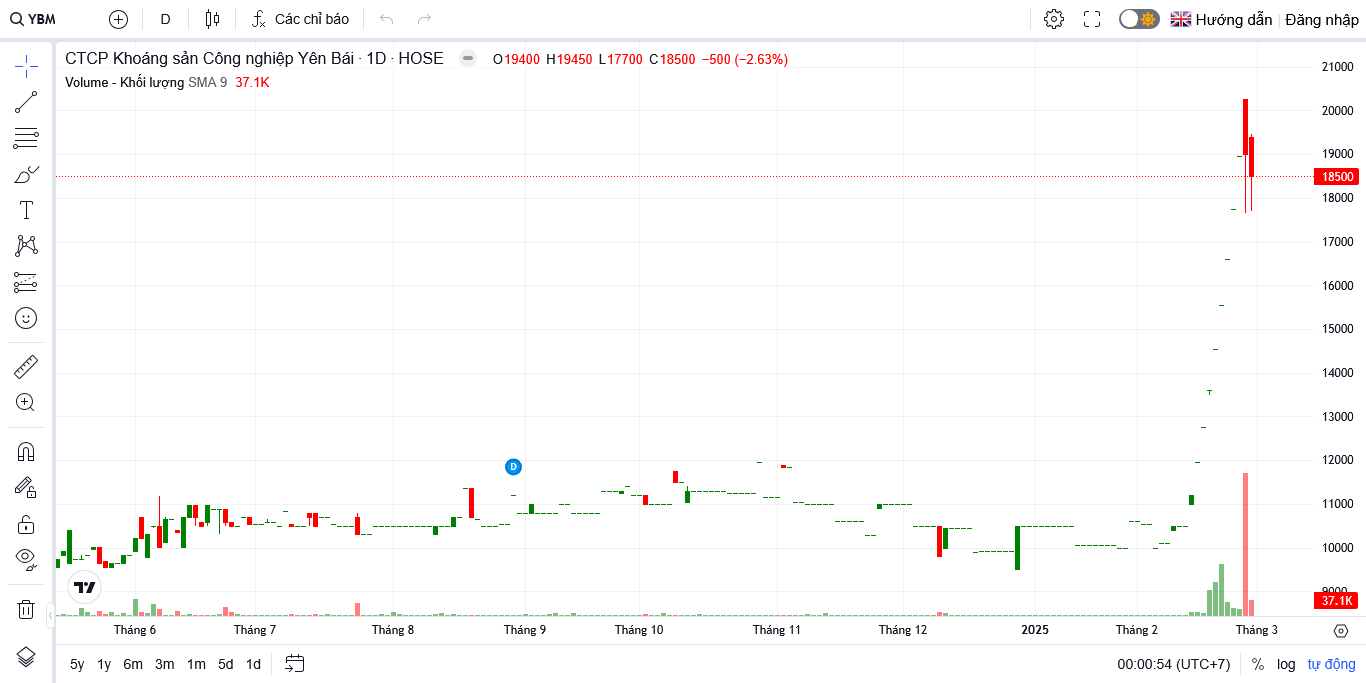 YBM D Các chỉ báo Hướng dẫn Đăng nhập
CTCP Khoáng sản Công nghiệp Yên Bái · 1D · HOSE O19400 H19450 L17700 C18500 −500 (−2.63%)
Volume - Khối lượng SMA 9 37.1K
21000
20000
19000
18500
18000
17000
16000
15000
14000
13000
12000
D
11000
10000
9000
37.1K
Tháng 6 Tháng 7 Tháng 8 Tháng 9 Tháng 10 Tháng 11 Tháng 12 2025 Tháng 2 Tháng 3
5y 1y 6m 3m 1m 5d 1d 00:00:54 (UTC+7) % log tự động